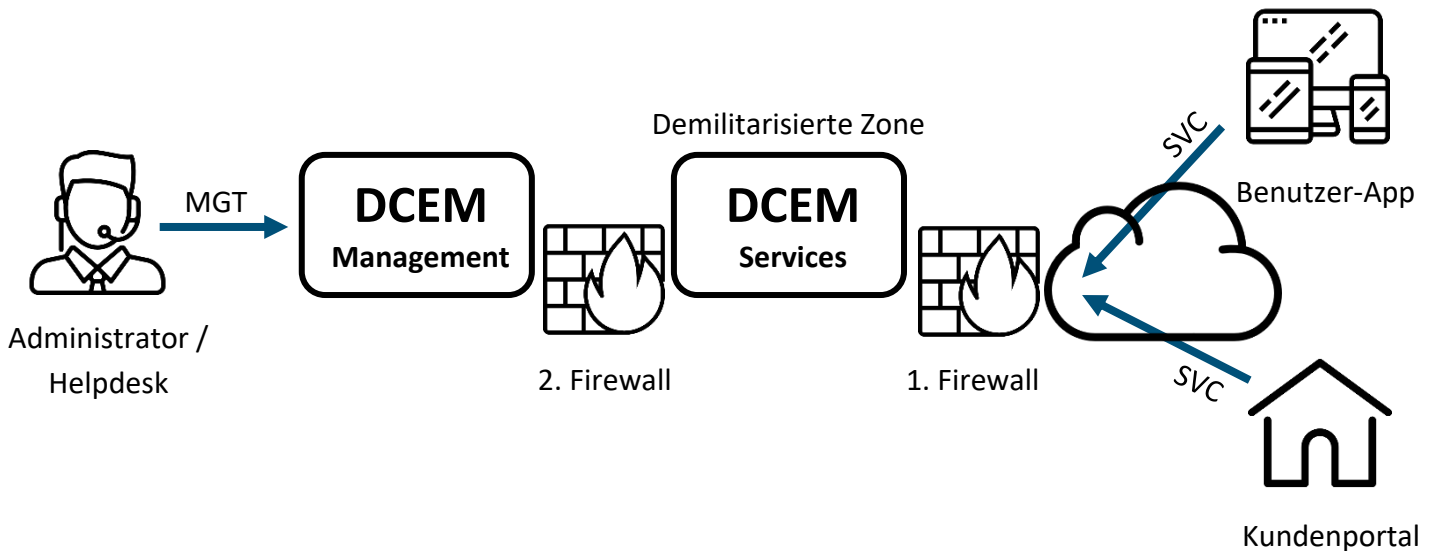 Demilitarisierte Zone
SVC
Benutzer-App
MGT
DCEM
Management
DCEM
Services
Administrator /
Helpdesk
2. Firewall
1. Firewall
SVC
Kundenportal